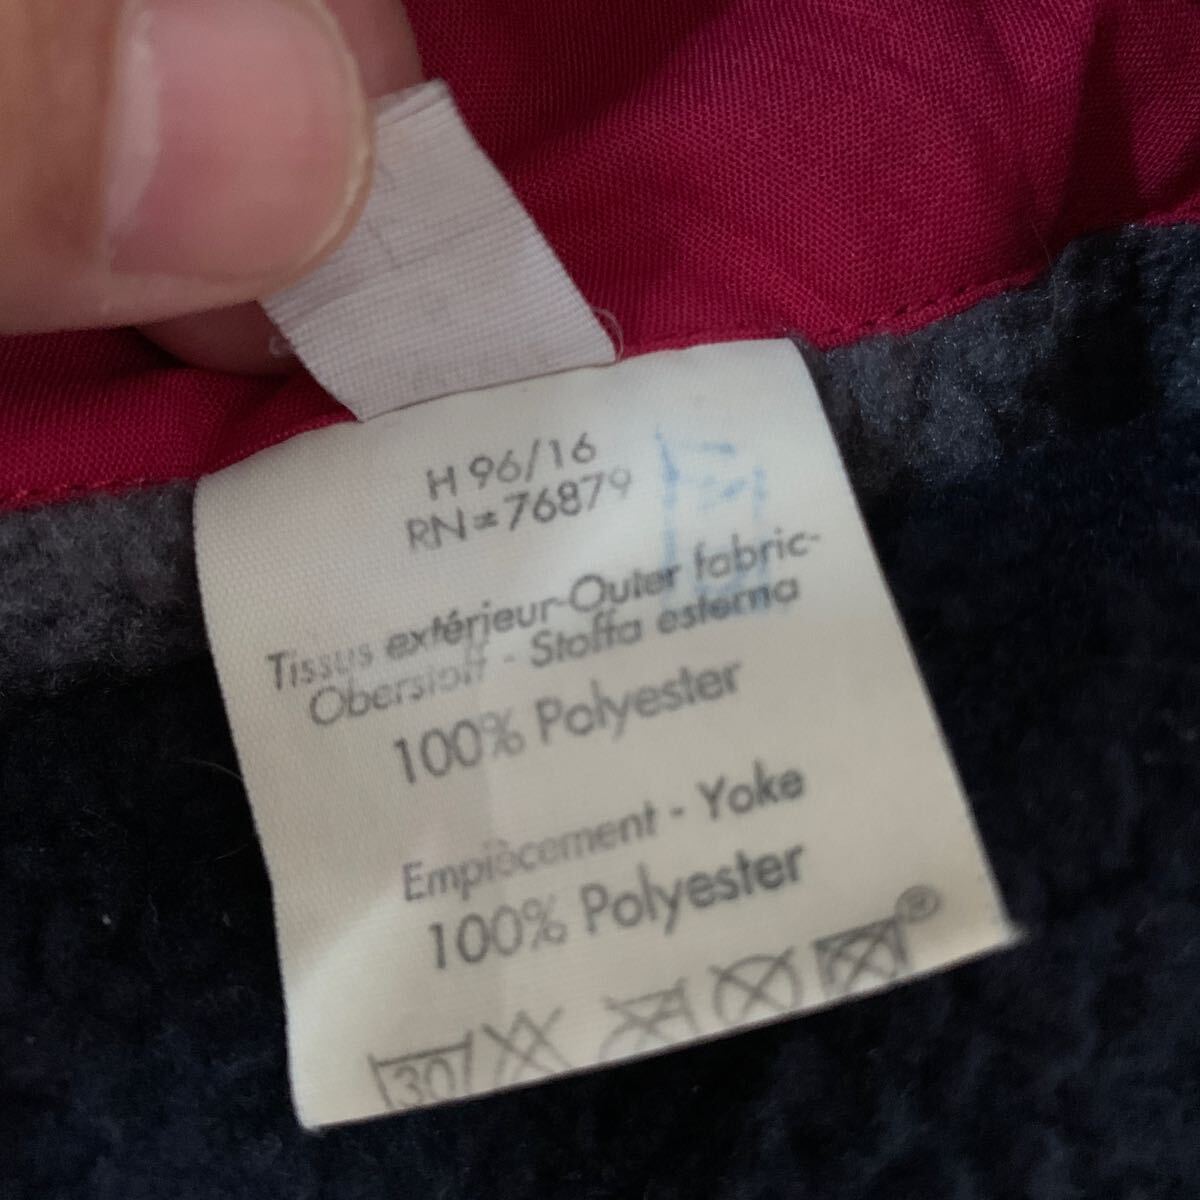 H 96/16
RN=76879
Tissus extérieur-Outer fabric-
Oberstoff - Stoffa esterna
100% Polyester
Empiècement - Yoke
100% Polyester
30
®